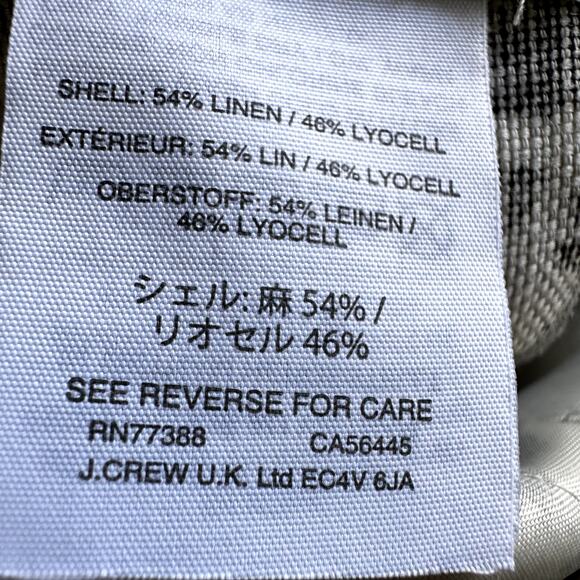 SHELL: 54% LINEN / 46% LYOCELL
EXTÉRIEUR: 54% LIN / 46% LYOCELL
OBERSTOFF: 54% LEINEN /
46% LYOCELL
シェル: 麻 54% /
リオセル 46%
SEE REVERSE FOR CARE
RN77388 CA56445
J.CREW U.K. Ltd EC4V 6JA